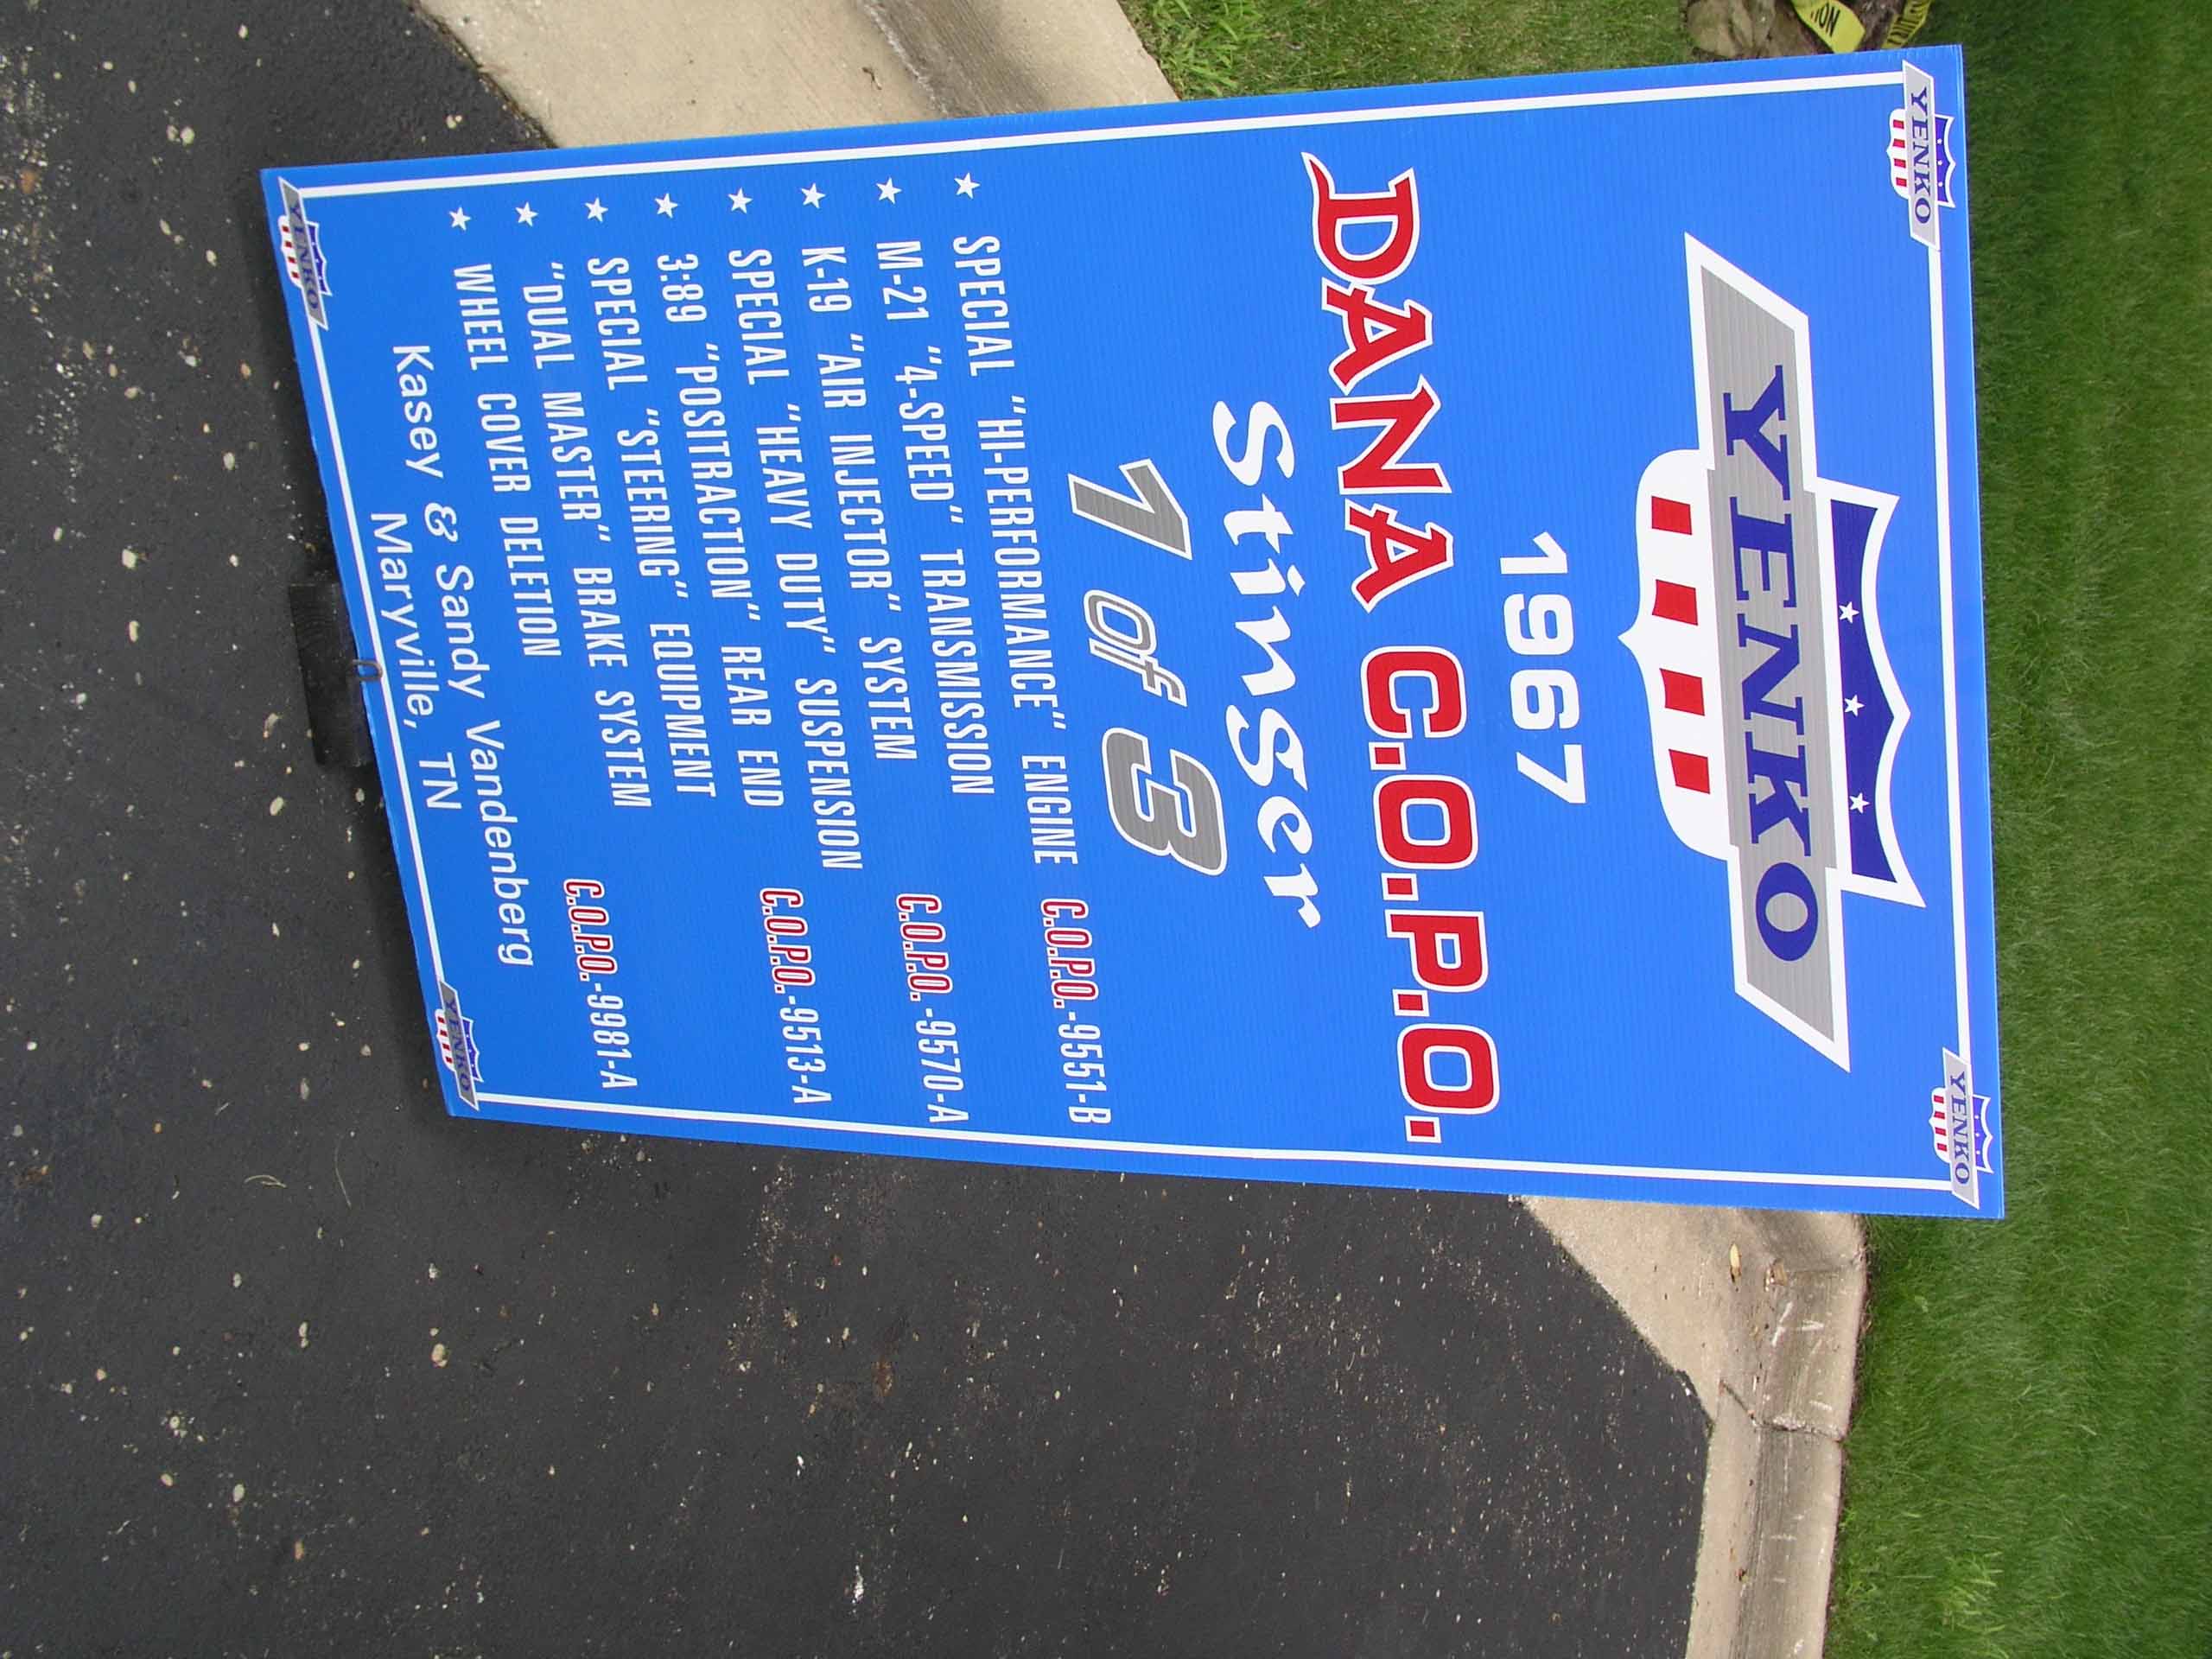 YENKO YENKO
YENKO
1967
DANA C.O.P.O.
Stinger
1 of 3
★ SPECIAL "HI-PERFORMANCE" ENGINE C.O.P.O.-9551-B
★ M-21 "4-SPEED" TRANSMISSION
★ K-19 "AIR INJECTOR" SYSTEM C.O.P.O.-9570-A
★ SPECIAL "HEAVY DUTY" SUSPENSION
★ 3:89 "POSITRACTION" REAR END C.O.P.O.-9513-A
★ SPECIAL "STEERING" EQUIPMENT
★ "DUAL MASTER" BRAKE SYSTEM
★ WHEEL COVER DELETION C.O.P.O.-9981-A
Kasey & Sandy Vandenberg
Maryville, TN
YENKO YENKO